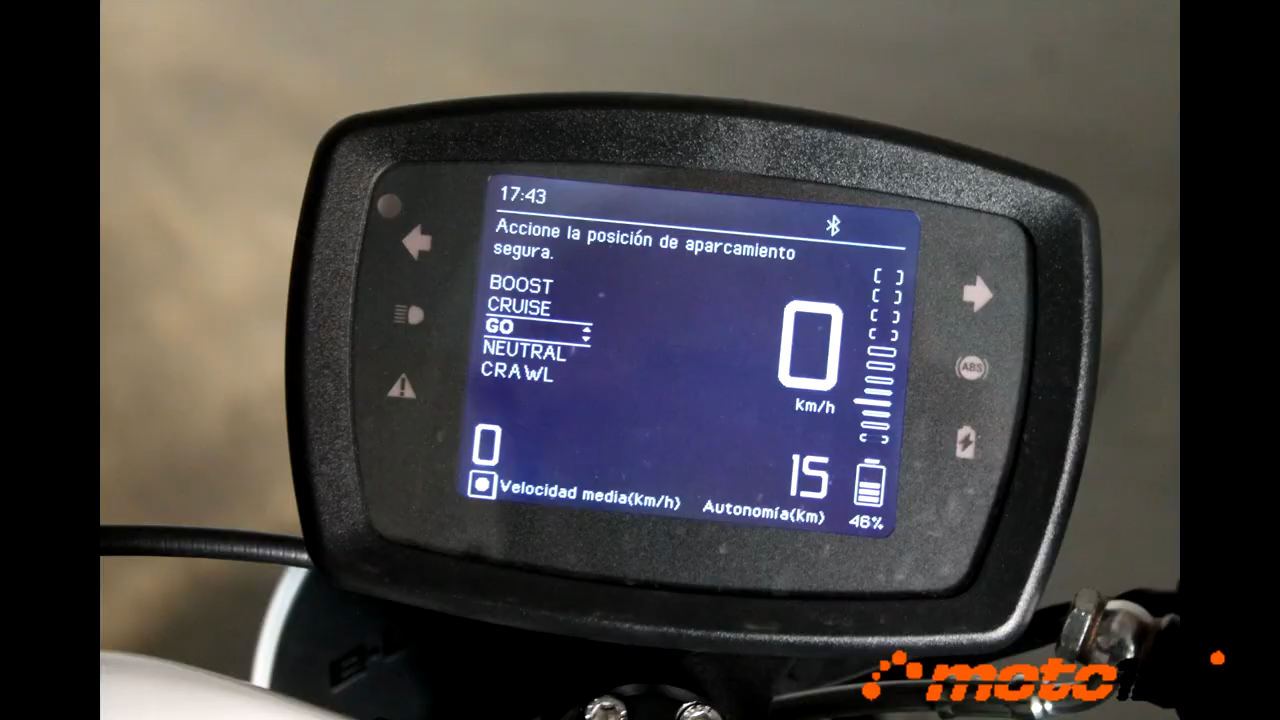 17:43
Accione la posición de aparcamiento
segura.
BOOST
CRUISE
GO
NEUTRAL
CRAWL
0
Km/h
ABS
0
15
Velocidad media(Km/h)
Autonomía(km)
46%
moto